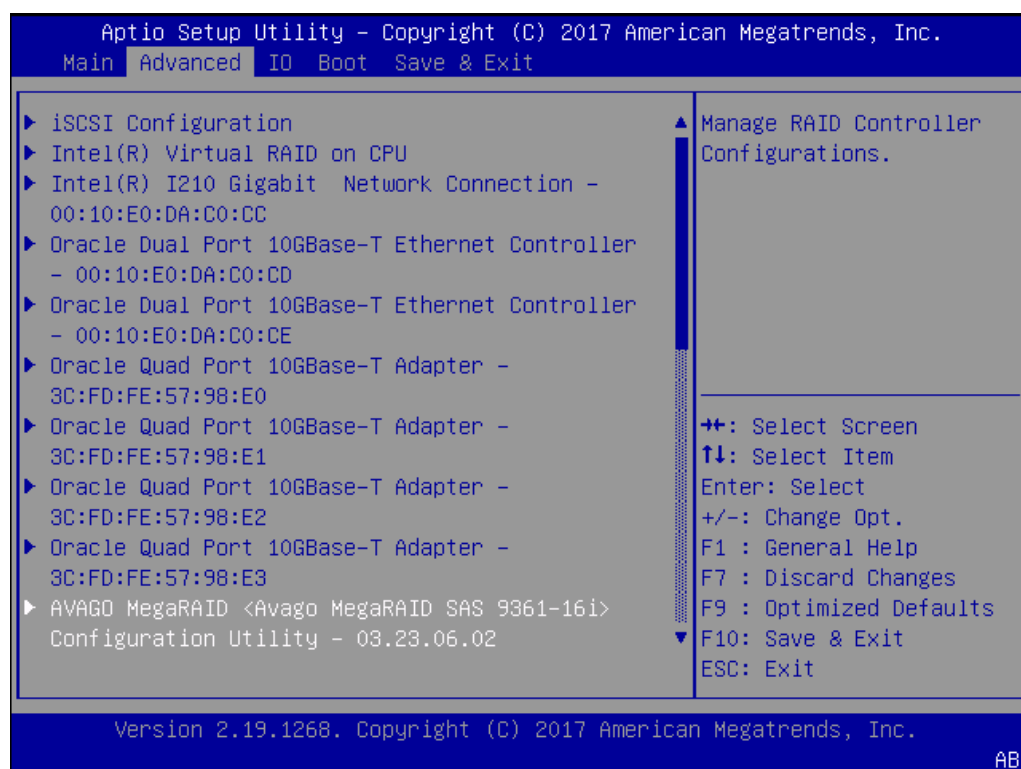 Aptio Setup Utility – Copyright (C) 2017 American Megatrends, Inc.
Main Advanced IO Boot Save & Exit
▶ iSCSI Configuration
▶ Intel(R) Virtual RAID on CPU
▶ Intel(R) I210 Gigabit  Network Connection –
00:10:E0:DA:C0:CC
▶ Oracle Dual Port 10GBase-T Ethernet Controller
– 00:10:E0:DA:C0:CD
▶ Oracle Dual Port 10GBase-T Ethernet Controller
– 00:10:E0:DA:C0:CE
▶ Oracle Quad Port 10GBase-T Adapter –
3C:FD:FE:57:98:E0
▶ Oracle Quad Port 10GBase-T Adapter –
3C:FD:FE:57:98:E1
▶ Oracle Quad Port 10GBase-T Adapter –
3C:FD:FE:57:98:E2
▶ Oracle Quad Port 10GBase-T Adapter –
3C:FD:FE:57:98:E3
▶ AVAGO MegaRAID <Avago MegaRAID SAS 9361-16i>
Configuration Utility – 03.23.06.02
Manage RAID Controller
Configurations.
→←: Select Screen
↑↓: Select Item
Enter: Select
+/-: Change Opt.
F1 : General Help
F7 : Discard Changes
F9 : Optimized Defaults
F10: Save & Exit
ESC: Exit
Version 2.19.1268. Copyright (C) 2017 American Megatrends, Inc.
AB